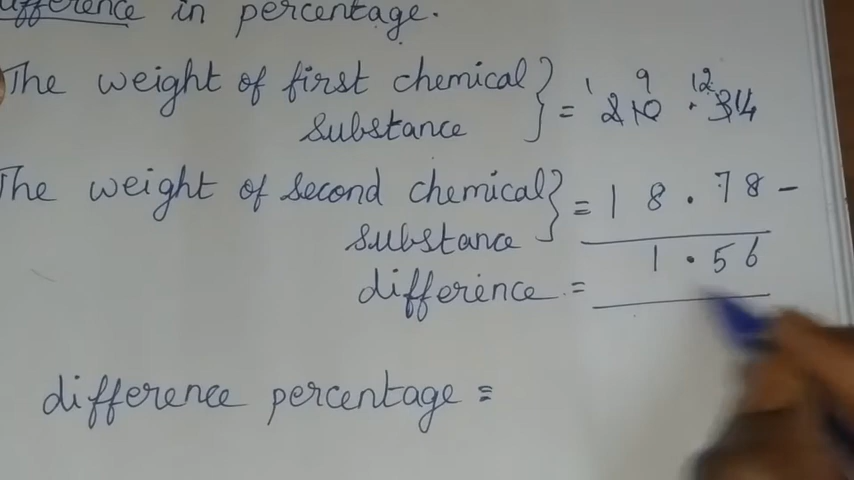 difference in percentage.
The weight of first chemical substance } = 20.34
The weight of second chemical substance } = 18.78 -
difference = 1.56
difference percentage =